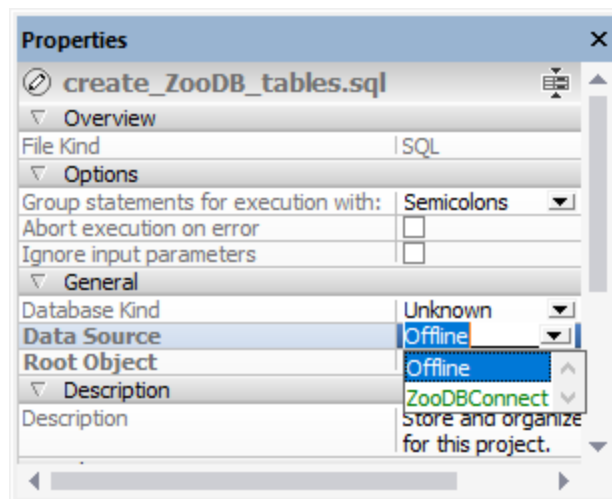 Properties
create_ZooDB_tables.sql
Overview
File Kind SQL
Options
Group statements for execution with: Semicolons
Abort execution on error
Ignore input parameters
General
Database Kind Unknown
Data Source Offline
Root Object Offline
ZooDBConnect
Description
Description Store and organize
for this project.